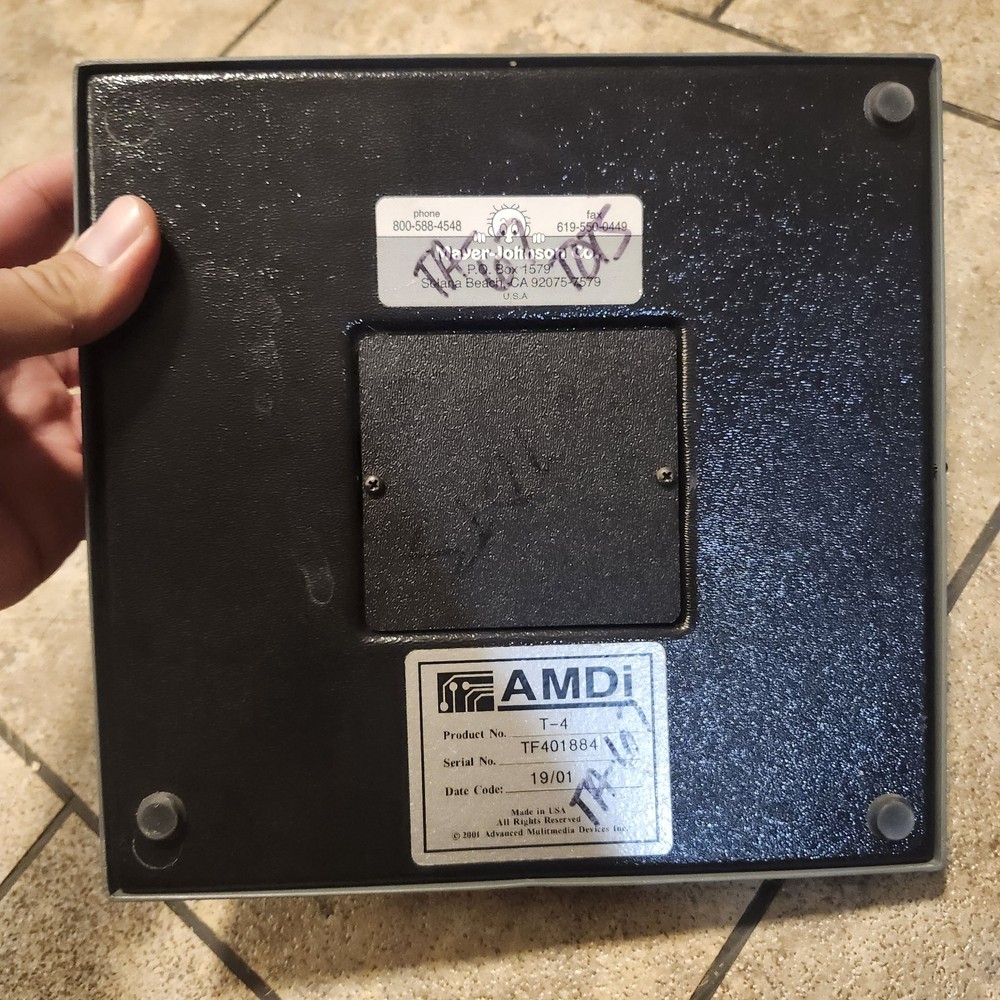 phone
800-588-4548
fax
619-550-0449
Mayer-Johnson Co.
P.O. Box 1579
Solana Beach, CA 92075-7579
U.S.A
TOTS
AMDi
Product No. T-4
Serial No. TF401884
Date Code: 19/01
Made in USA
All Rights Reserved
© 2001 Advanced Mulitmedia Devices Inc.